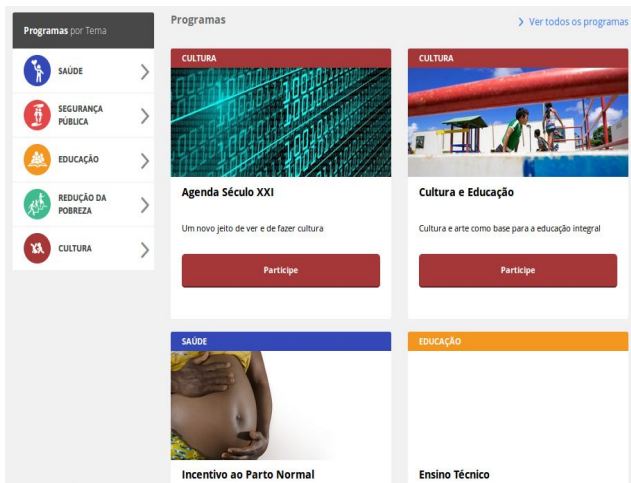 Programas por Tema
SAÚDE
SEGURANÇA
PÚBLICA
EDUCAÇÃO
REDUÇÃO DA
POBREZA
CULTURA
Programas
Ver todos os programas
CULTURA
Agenda Século XXI
Um novo jeito de ver e de fazer cultura
Participe
CULTURA
Cultura e Educação
Cultura e arte como base para a educação integral
Participe
SAÚDE
Incentivo ao Parto Normal
EDUCAÇÃO
Ensino Técnico